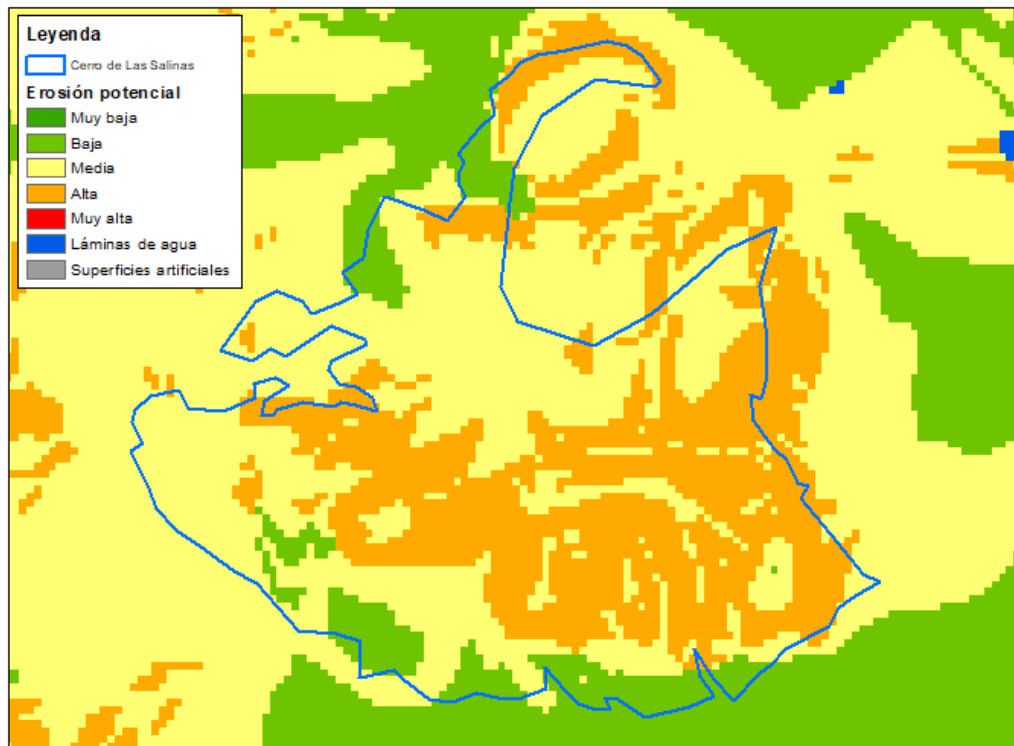 Leyenda
Cerro de Las Salinas
Erosión potencial
Muy baja
Baja
Media
Alta
Muy alta
Láminas de agua
Superficies artificiales